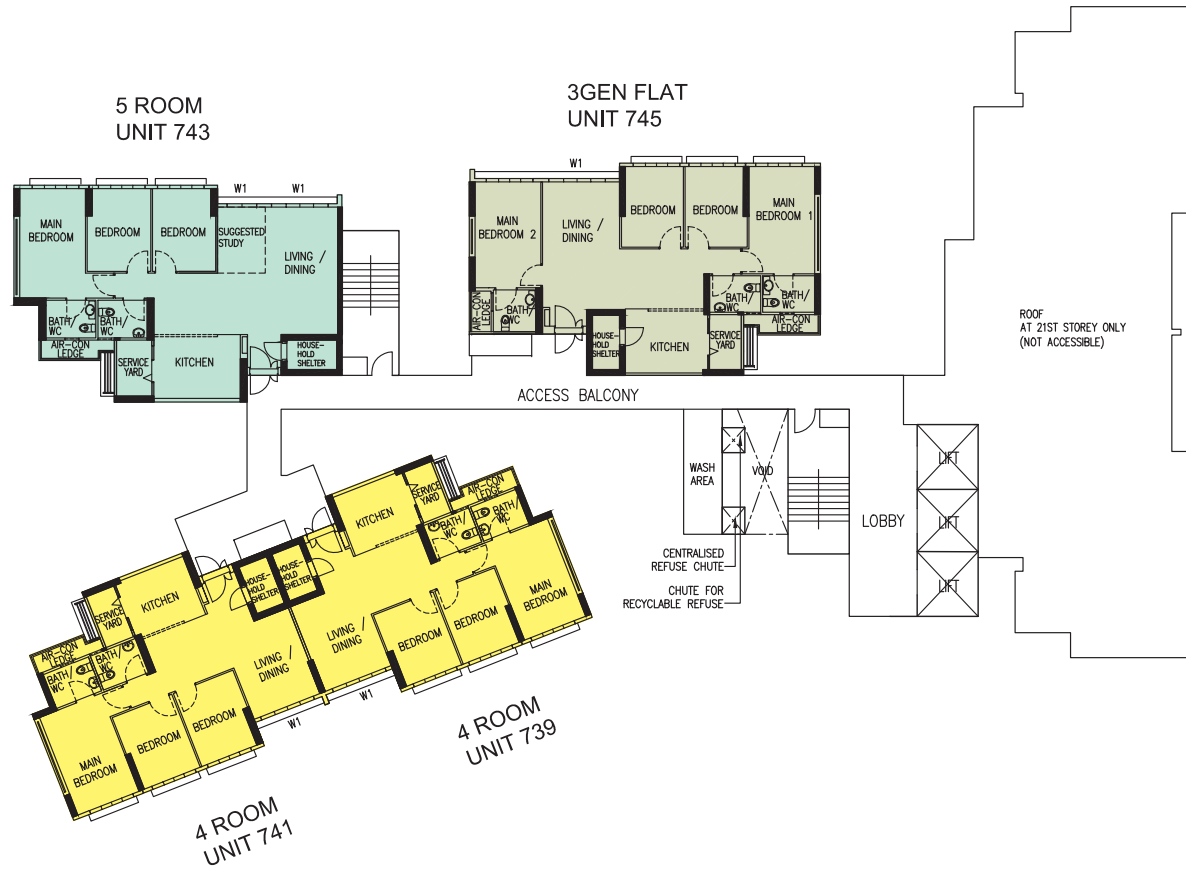 5 ROOM
UNIT 743
3GEN FLAT
UNIT 745
W1
W1
W1
MAIN
BEDROOM
BEDROOM
BEDROOM
SUGGESTED
STUDY
LIVING /
DINING
BATH/
WC
BATH/
WC
AIR-CON
LEDGE
SERVICE
YARD
KITCHEN
HOUSE-
HOLD
SHELTER
MAIN
BEDROOM 2
LIVING /
DINING
BEDROOM
BEDROOM
MAIN
BEDROOM 1
AIR-CON
LEDGE
BATH/
WC
BATH/
WC
BATH/
WC
AIR-CON
LEDGE
HOUSE-
HOLD
SHELTER
KITCHEN
SERVICE
YARD
ROOF
AT 21ST STOREY ONLY
(NOT ACCESSIBLE)
ACCESS BALCONY
WASH
AREA
VOID
LOBBY
LIFT
LIFT
LIFT
CENTRALISED
REFUSE CHUTE
CHUTE FOR
RECYCLABLE REFUSE
KITCHEN
SERVICE
YARD
AIR-CON
LEDGE
BATH/
WC
BATH/
WC
HOUSE-
HOLD
SHELTER
LIVING /
DINING
BEDROOM
BEDROOM
MAIN
BEDROOM
W1
4 ROOM
UNIT 739
KITCHEN
SERVICE
YARD
AIR-CON
LEDGE
BATH/
WC
BATH/
WC
HOUSE-
HOLD
SHELTER
LIVING /
DINING
MAIN
BEDROOM
BEDROOM
BEDROOM
W1
4 ROOM
UNIT 741